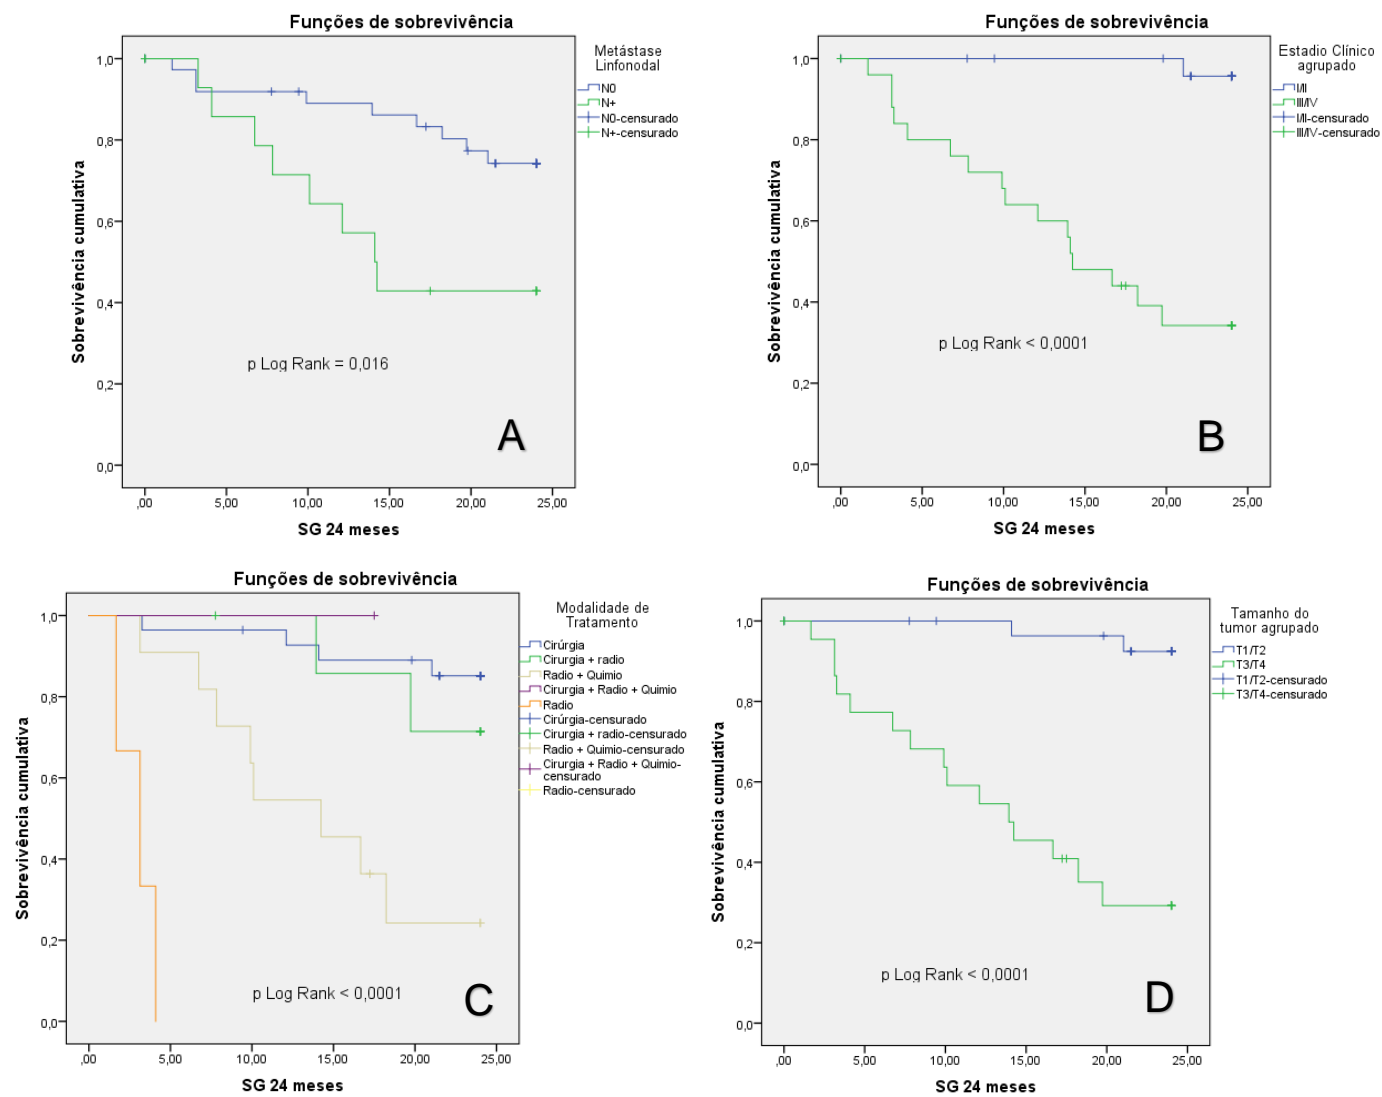 Funções de sobrevivência
Metástase
Linfonodal
N0
N+
N0-censurado
N+-censurado
Sobrevivência cumulativa
1,0
0,8
0,6
0,4
0,2
0,0
p Log Rank = 0,016
A
,00
5,00
10,00
15,00
20,00
25,00
SG 24 meses
Funções de sobrevivência
Estadio Clínico
agrupado
I/II
III/IV
I/II-censurado
III/IV-censurado
Sobrevivência cumulativa
1,0
0,8
0,6
0,4
0,2
0,0
p Log Rank < 0,0001
B
,00
5,00
10,00
15,00
20,00
25,00
SG 24 meses
Funções de sobrevivência
Modalidade de
Tratamento
Cirúrgia
Cirurgia + radio
Radio + Quimio
Cirurgia + Radio + Quimio
Radio
Cirúrgia-censurado
Cirurgia + radio-censurado
Radio + Quimio-censurado
Cirurgia + Radio + Quimio-
censurado
Radio-censurado
Sobrevivência cumulativa
1,0
0,8
0,6
0,4
0,2
0,0
p Log Rank < 0,0001
C
,00
5,00
10,00
15,00
20,00
25,00
SG 24 meses
Funções de sobrevivência
Tamanho do
tumor agrupado
T1/T2
T3/T4
T1/T2-censurado
T3/T4-censurado
Sobrevivência cumulativa
1,0
0,8
0,6
0,4
0,2
0,0
p Log Rank < 0,0001
D
,00
5,00
10,00
15,00
20,00
25,00
SG 24 meses